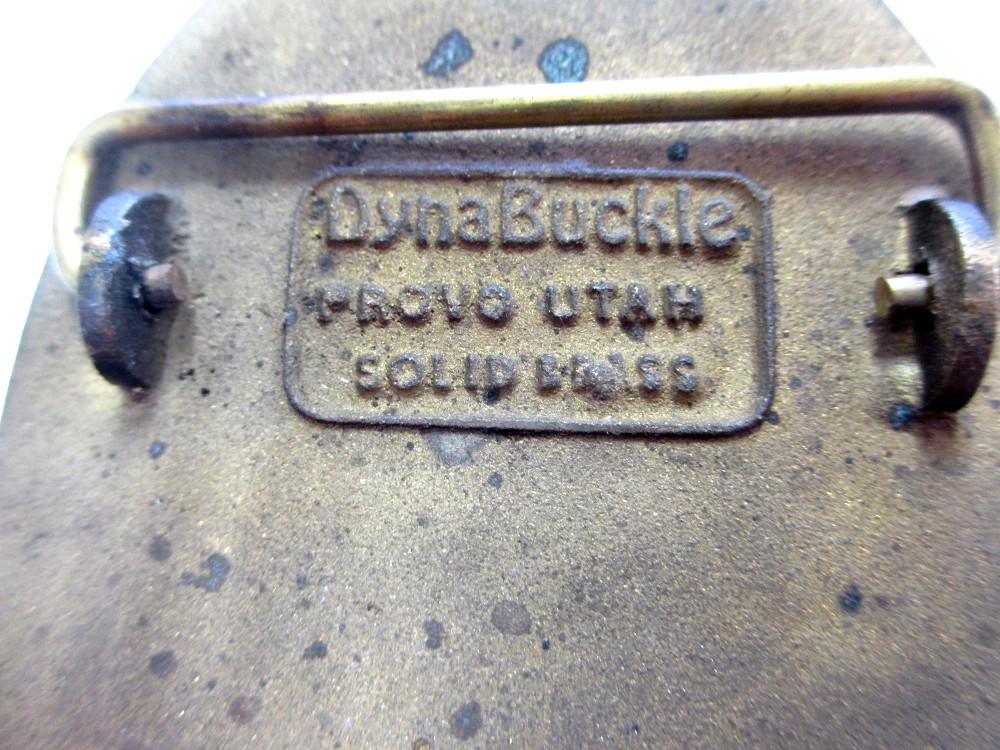 DynaBuckle
PROVO UTAH
SOLID BRASS